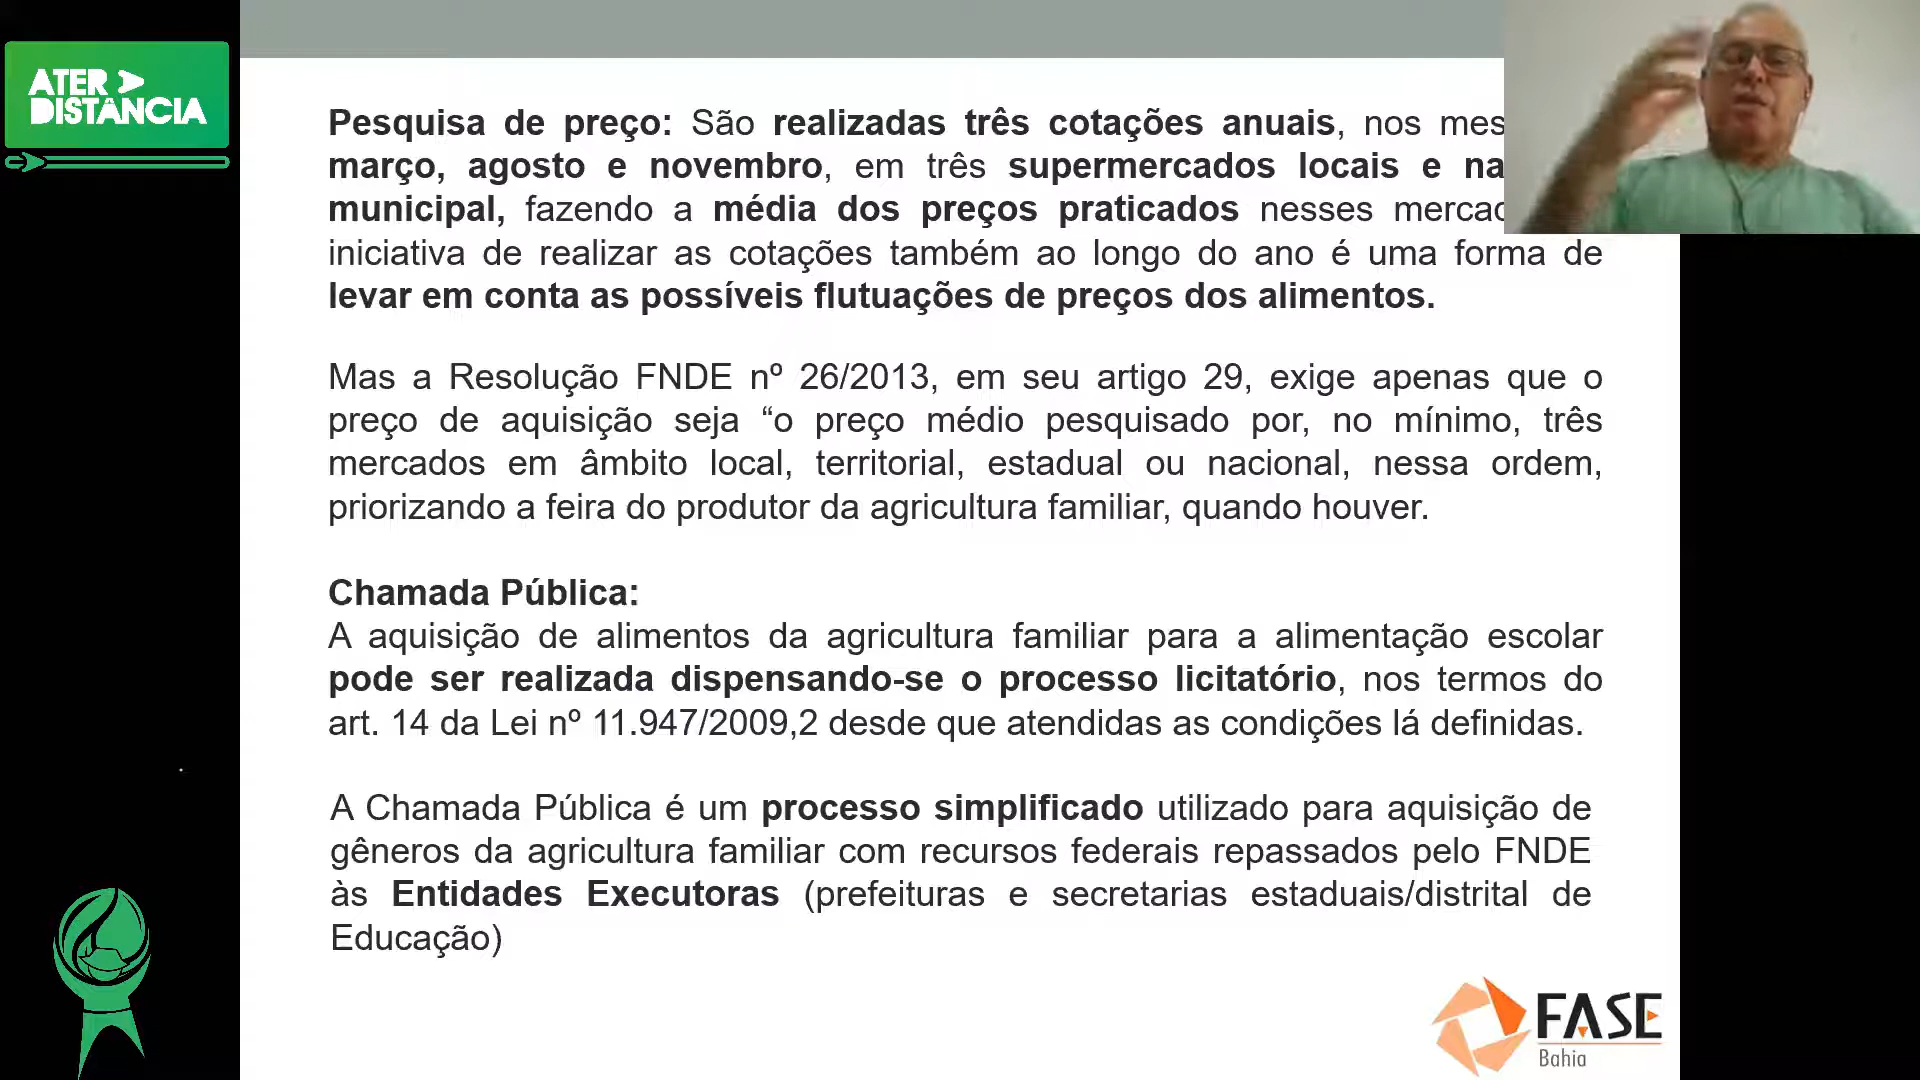 ATER
DISTÂNCIA
Pesquisa de preço: São realizadas três cotações anuais, nos
março, agosto e novembro, em três supermercados locais e na
municipal, fazendo a média dos preços praticados nesses
iniciativa de realizar as cotações também ao longo do ano é uma forma de
levar em conta as possíveis flutuações de preços dos alimentos.
Mas a Resolução FNDE nº 26/2013, em seu artigo 29, exige apenas que o
preço de aquisição seja “o preço médio pesquisado por, no mínimo, três
mercados em âmbito local, territorial, estadual ou nacional, nessa ordem,
priorizando a feira do produtor da agricultura familiar, quando houver.
Chamada Pública:
A aquisição de alimentos da agricultura familiar para a alimentação escolar
pode ser realizada dispensando-se o processo licitatório, nos termos do
art. 14 da Lei nº 11.947/2009,2 desde que atendidas as condições lá definidas.
A Chamada Pública é um processo simplificado utilizado para aquisição de
gêneros da agricultura familiar com recursos federais repassados pelo FNDE
às Entidades Executoras (prefeituras e secretarias estaduais/distrital de
Educação)
FASE
Bahia